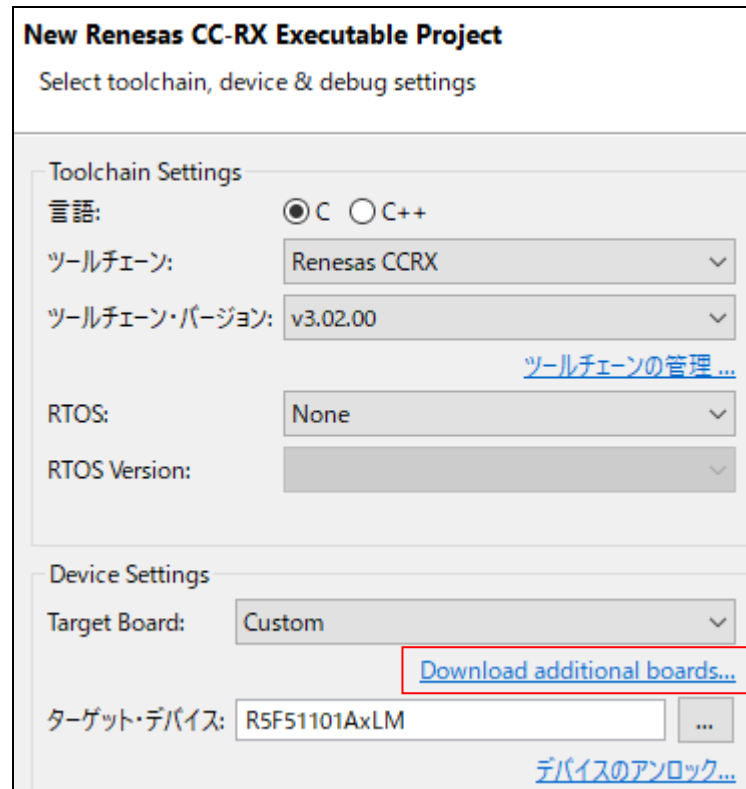 New Renesas CC-RX Executable Project
Select toolchain, device & debug settings
Toolchain Settings
言語: C C++
ツールチェーン: Renesas CCRX
ツールチェーン・バージョン: v3.02.00
ツールチェーンの管理 ...
RTOS: None
RTOS Version:
Device Settings
Target Board: Custom
Download additional boards...
ターゲット・デバイス: R5F51101AxLM ...
デバイスのアンロック...